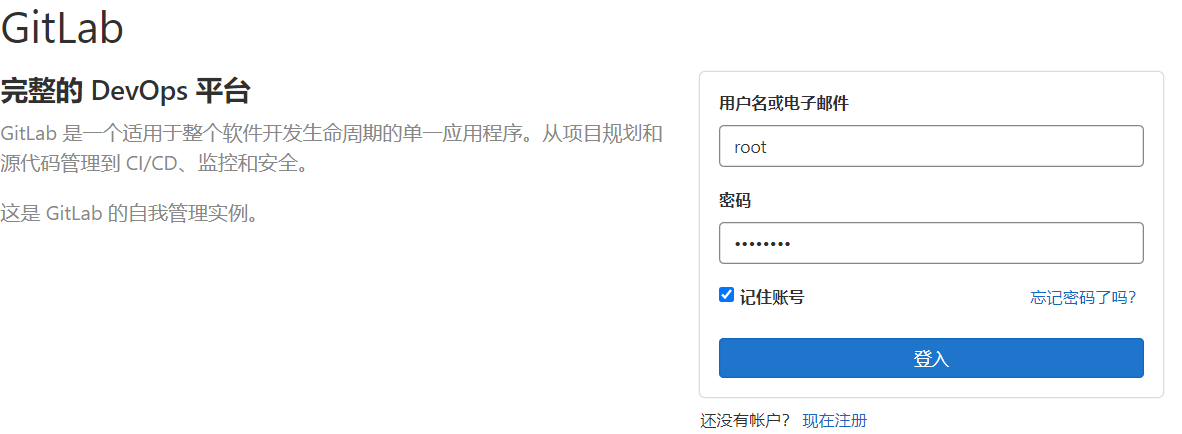 GitLab
完整的 DevOps 平台
GitLab 是一个适用于整个软件开发生命周期的单一应用程序。从项目规划和
源代码管理到 CI/CD、监控和安全。
这是 GitLab 的自我管理实例。
用户名或电子邮件
root
密码
••••••••
记住账号
忘记密码了吗?
登入
还没有帐户? 现在注册